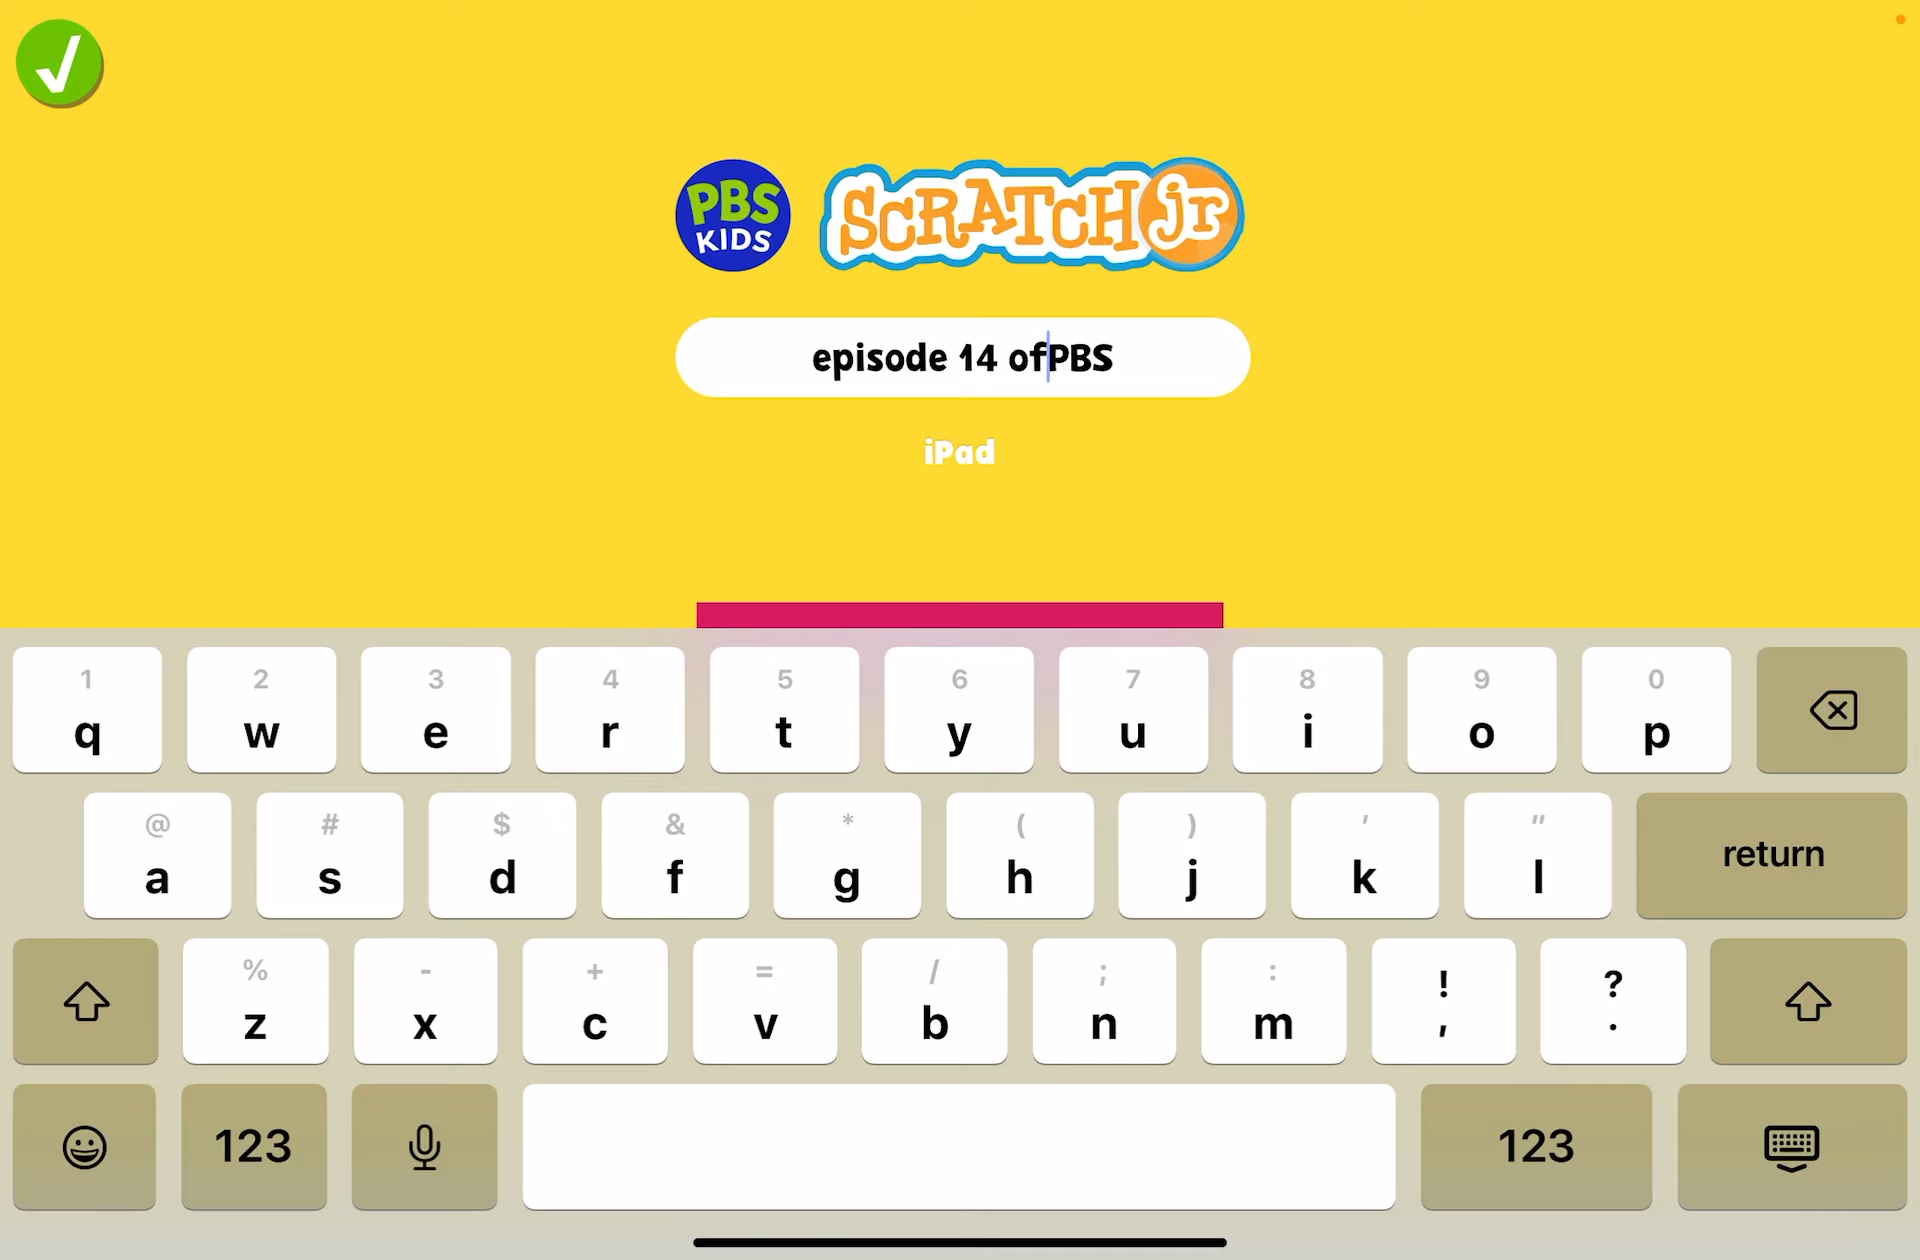 PBS
KIDS
SCRATCH jr
episode 14 ofPBS
iPad
1 2 3 4 5 6 7 8 9 0
q w e r t y u i o p
@ # $ & * ( ) ' "
a s d f g h j k l return
% - + = / ; : ! ?
z x c v b n m , .
123 123